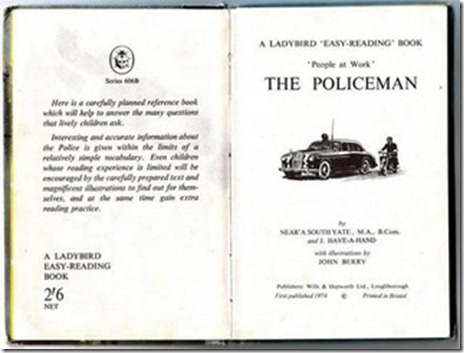 Series 606B
Here is a carefully planned reference book
which will help to answer the many questions
that lively children ask.
Interesting and accurate information about
the Police is given within the limits of a
relatively simple vocabulary. Even children
whose reading experience is limited will be
encouraged by the carefully prepared text and
magnificent illustrations to find out for them-
selves, and at the same time gain extra
reading practice.
A LADYBIRD
EASY-READING
BOOK
2'6
NET
A LADYBIRD 'EASY-READING' BOOK
'People at Work'
THE POLICEMAN
by
NEAR'A SOUTH YATE, M.A., B.Com.
and J. HAVE-A-HAND
with illustrations by
JOHN BERRY
Publishers: Wills & Hepworth Ltd., Loughborough
First published 1974 © Printed in Bristol